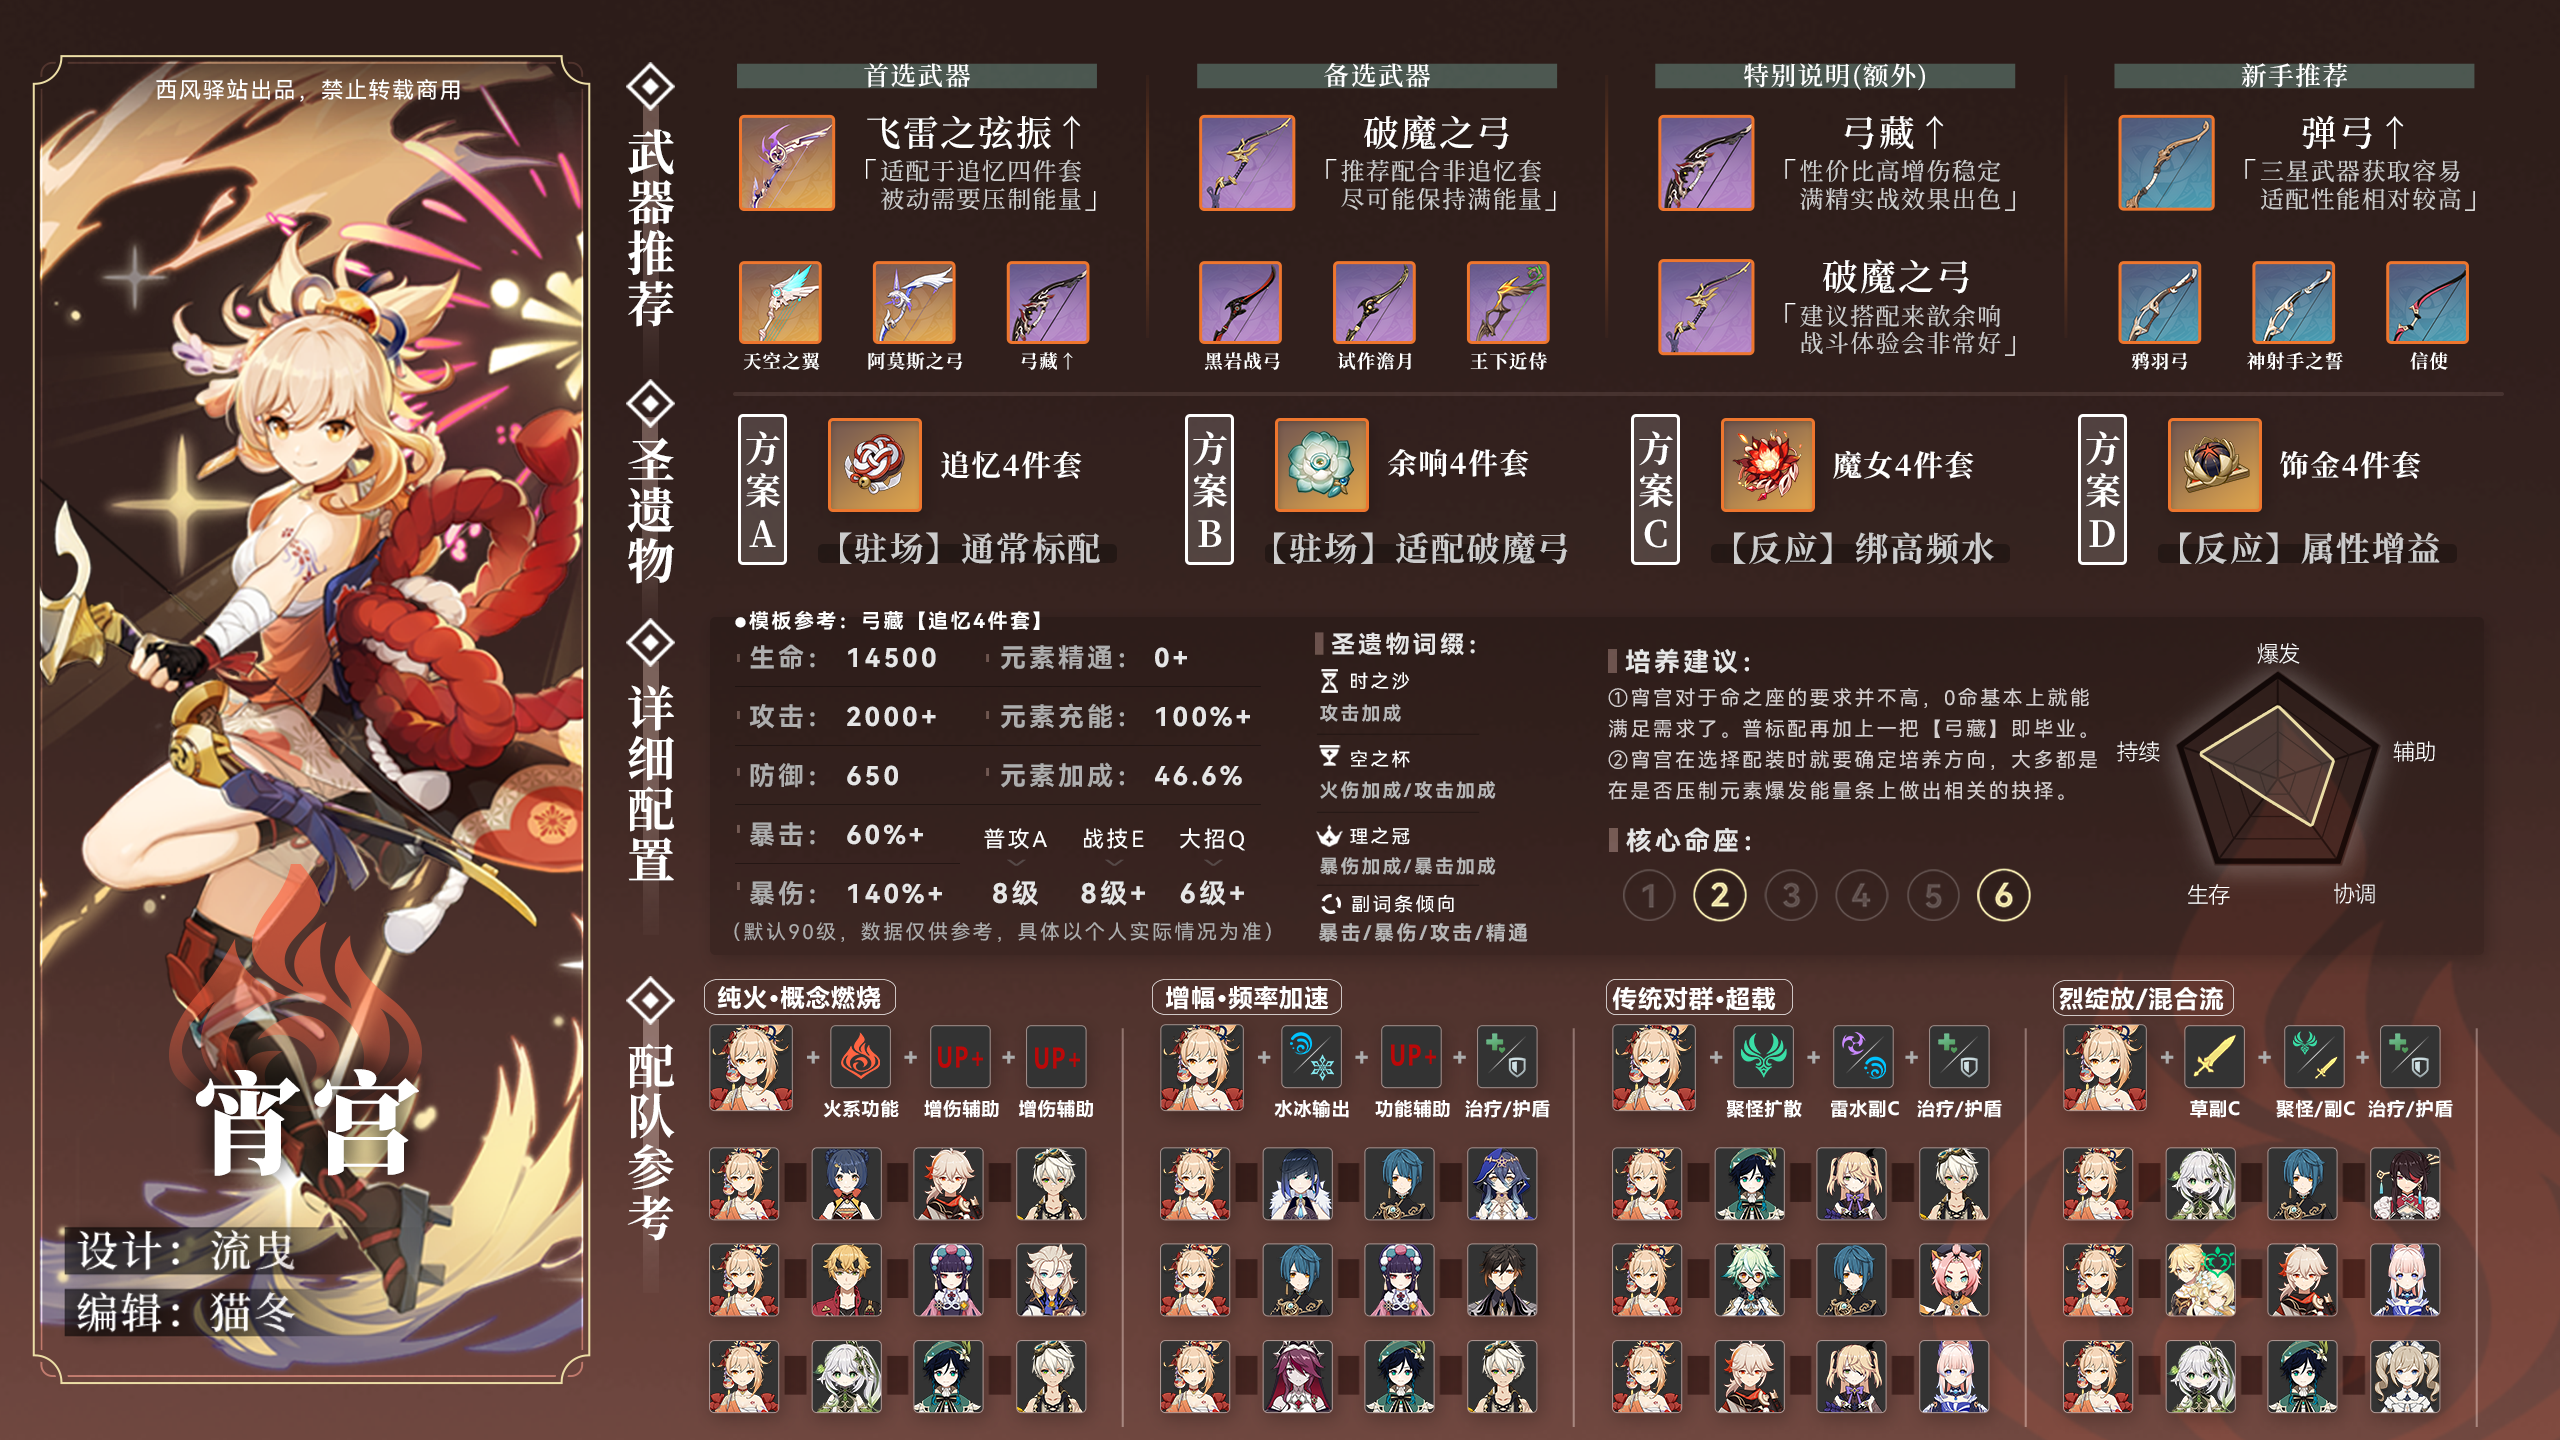 西风驿站出品，禁止转载商用
宵宫
设计：流曳
编辑：猫冬
武器推荐
首选武器
飞雷之弦振↑
「适配于追忆四件套
被动需要压制能量」
天空之翼
阿莫斯之弓
弓藏↑
备选武器
破魔之弓
「推荐配合非追忆套
尽可能保持满能量」
黑岩战弓
试作澹月
王下近侍
特别说明(额外)
弓藏↑
「性价比高增伤稳定
满精实战效果出色」
破魔之弓
「建议搭配来歆余响
战斗体验会非常好」
新手推荐
弹弓↑
「三星武器获取容易
适配性能相对较高」
鸦羽弓
神射手之誓
信使
圣遗物
方案A
追忆4件套
【驻场】通常标配
方案B
余响4件套
【驻场】适配破魔弓
方案C
魔女4件套
【反应】绑高频水
方案D
饰金4件套
【反应】属性增益
详细配置
●模板参考：弓藏【追忆4件套】
生命：14500
元素精通：0+
攻击：2000+
元素充能：100%+
防御：650
元素加成：46.6%
暴击：60%+
普攻A 战技E 大招Q
暴伤：140%+
8级 8级+ 6级+
(默认90级，数据仅供参考，具体以个人实际情况为准)
圣遗物词缀：
时之沙
攻击加成
空之杯
火伤加成/攻击加成
理之冠
暴伤加成/暴击加成
副词条倾向
暴击/暴伤/攻击/精通
培养建议：
①宵宫对于命之座的要求并不高，0命基本上就能
满足需求了。普标配再加上一把【弓藏】即毕业。
②宵宫在选择配装时就要确定培养方向，大多都是
在是否压制元素爆发能量条上做出相关的抉择。
核心命座：
1 2 3 4 5 6
爆发
持续
辅助
生存
协调
配队参考
纯火•概念燃烧
+ + UP+ + UP+
火系功能 增伤辅助 增伤辅助
增幅•频率加速
+ + UP+ +
水冰输出 功能辅助 治疗/护盾
传统对群•超载
+ + +
聚怪扩散 雷水副C 治疗/护盾
烈绽放/混合流
+ + +
草副C 聚怪/副C 治疗/护盾